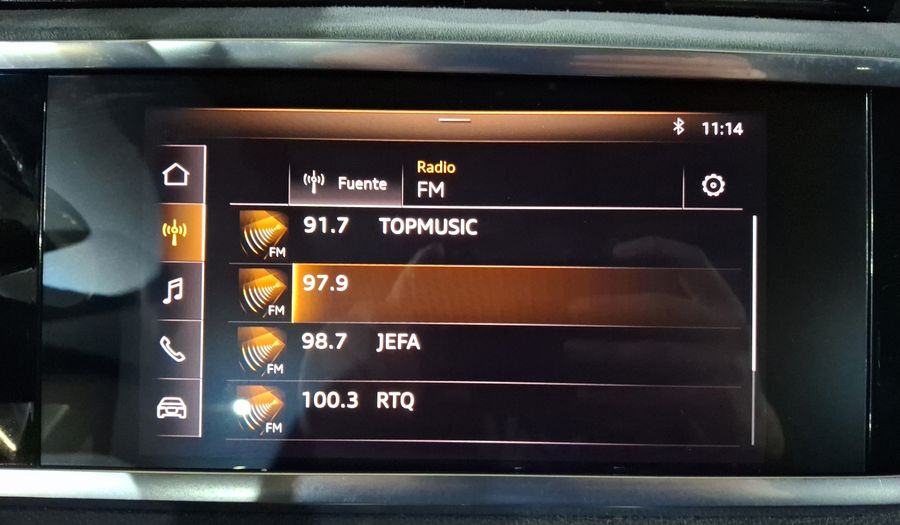 11:14
Fuente
Radio
FM
91.7 TOPMUSIC
FM
97.9
FM
98.7 JEFA
FM
100.3 RTQ
FM